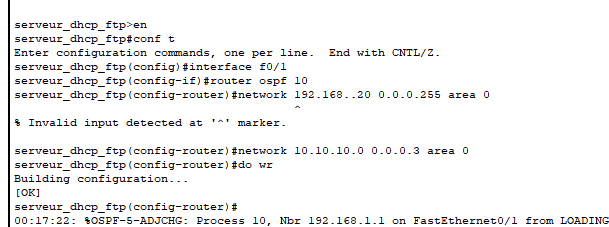 serveur_dhcp_ftp>en
serveur_dhcp_ftp#conf t
Enter configuration commands, one per line.  End with CNTL/Z.
serveur_dhcp_ftp(config)#interface f0/1
serveur_dhcp_ftp(config-if)#router ospf 10
serveur_dhcp_ftp(config-router)#network 192.168..20 0.0.0.255 area 0
^
% Invalid input detected at '^' marker.
serveur_dhcp_ftp(config-router)#network 10.10.10.0 0.0.0.3 area 0
serveur_dhcp_ftp(config-router)#do wr
Building configuration...
[OK]
serveur_dhcp_ftp(config-router)#
00:17:22: %OSPF-5-ADJCHG: Process 10, Nbr 192.168.1.1 on FastEthernet0/1 from LOADING